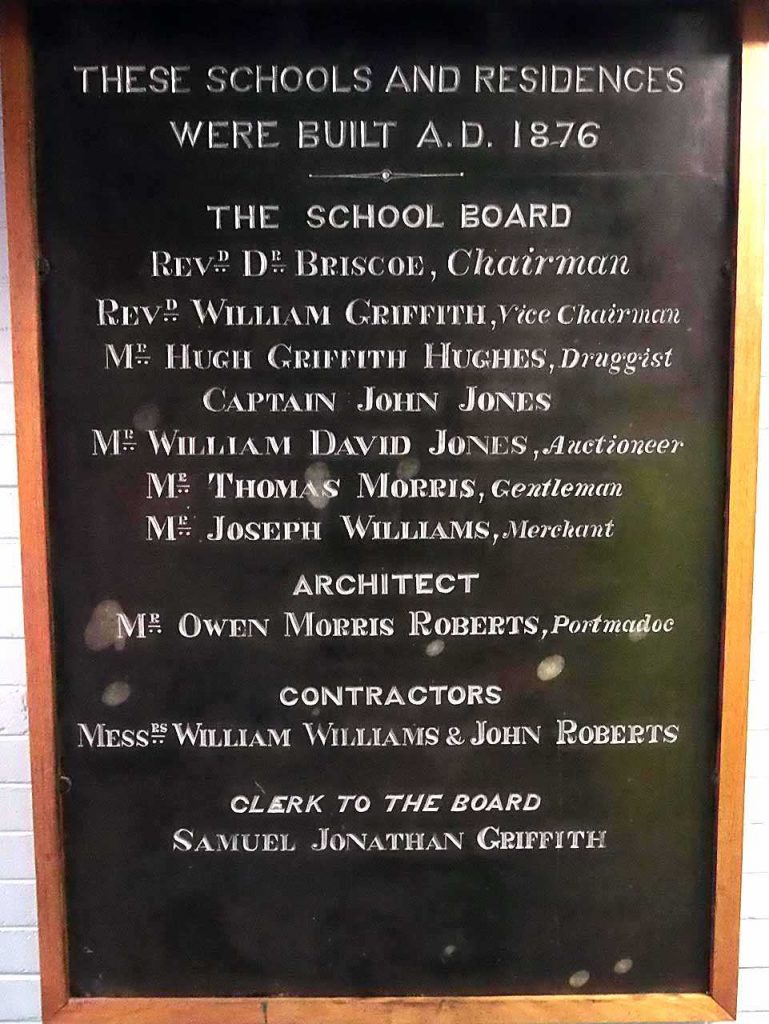 THESE SCHOOLS AND RESIDENCES
WERE BUILT A.D. 1876
THE SCHOOL BOARD
REVD DR BRISCOE, Chairman
REVD WILLIAM GRIFFITH, Vice Chairman
MR HUGH GRIFFITH HUGHES, Druggist
CAPTAIN JOHN JONES
MR WILLIAM DAVID JONES, Auctioneer
MR THOMAS MORRIS, Gentleman
MR JOSEPH WILLIAMS, Merchant
ARCHITECT
MR OWEN MORRIS ROBERTS, Portmadoc
CONTRACTORS
MESSRS WILLIAM WILLIAMS & JOHN ROBERTS
CLERK TO THE BOARD
SAMUEL JONATHAN GRIFFITH